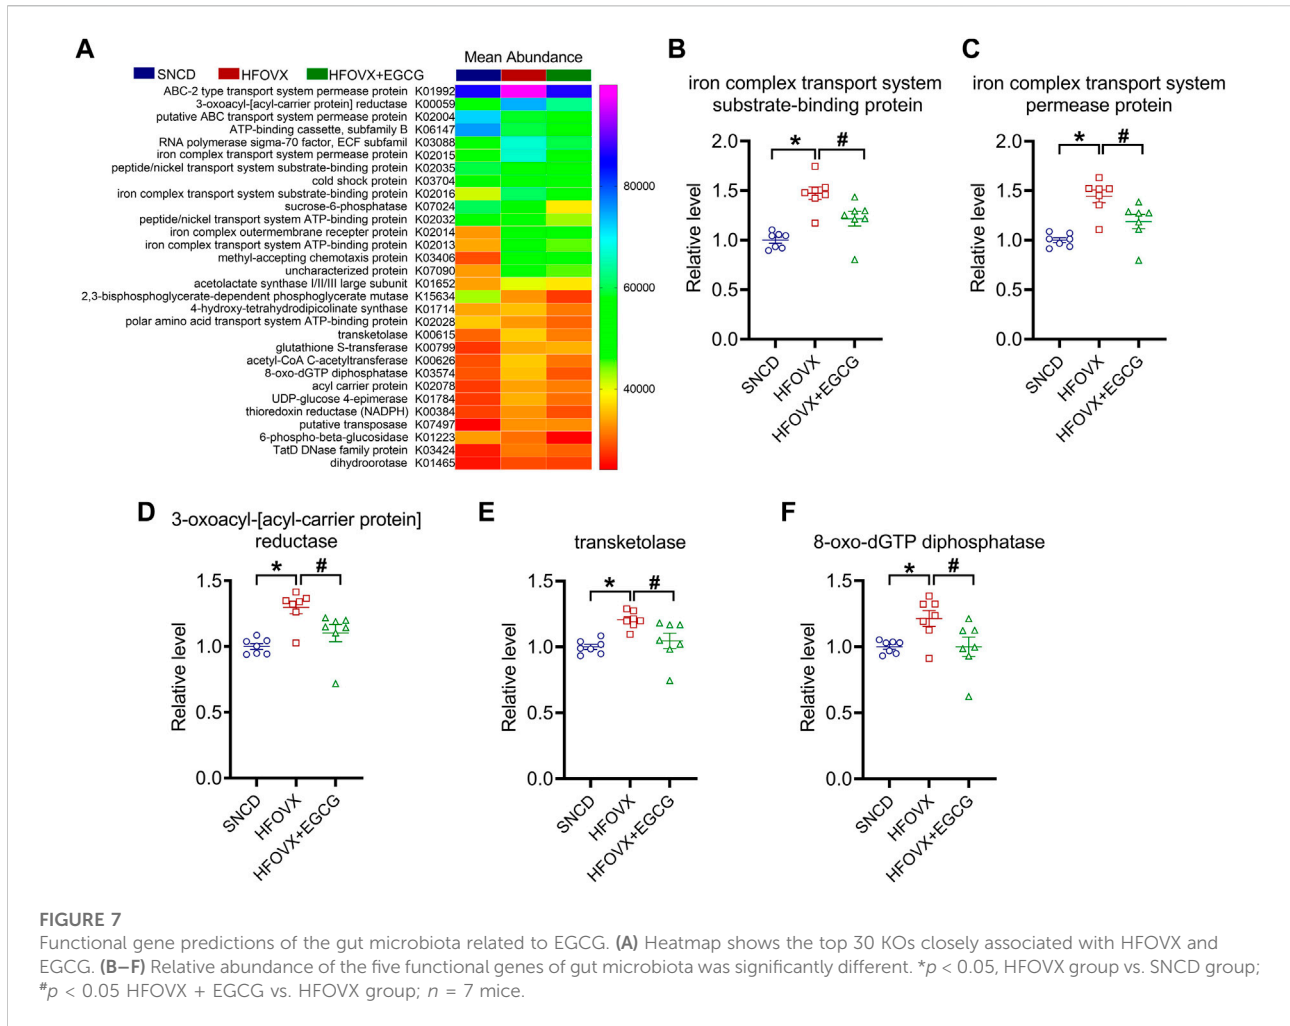 A
Mean Abundance
SNCD HFOVX HFOVX+EGCG
ABC-2 type transport system permease protein K01992
3-oxoacyl-[acyl-carrier protein] reductase K00059
putative ABC transport system permease protein K02004
ATP-binding cassette, subfamily B K06147
RNA polymerase sigma-70 factor, ECF subfamil K03088
iron complex transport system permease protein K02015
peptide/nickel transport system substrate-binding protein K02035
cold shock protein K03704
iron complex transport system substrate-binding protein K02016
sucrose-6-phosphatase K07024
peptide/nickel transport system ATP-binding protein K02032
iron complex outermembrane recepter protein K02014
iron complex transport system ATP-binding protein K02013
methyl-accepting chemotaxis protein K03406
uncharacterized protein K07090
acetolactate synthase I/II/III large subunit K01652
2,3-bisphosphoglycerate-dependent phosphoglycerate mutase K15634
4-hydroxy-tetrahydrodipicolinate synthase K01714
polar amino acid transport system ATP-binding protein K02028
transketolase K00615
glutathione S-transferase K00799
acetyl-CoA C-acetyltransferase K00626
8-oxo-dGTP diphosphatase K03574
acyl carrier protein K02078
UDP-glucose 4-epimerase K01784
thioredoxin reductase (NADPH) K00384
putative transposase K07497
6-phospho-beta-glucosidase K01223
TatD DNase family protein K03424
dihydroorotase K01465
80000
60000
40000
B
iron complex transport system
substrate-binding protein
2.0
1.5
1.0
0.5
0.0
Relative level
* #
SNCD
HFOVX
HFOVX+EGCG
C
iron complex transport system
permease protein
2.0
1.5
1.0
0.5
0.0
Relative level
* #
SNCD
HFOVX
HFOVX+EGCG
D
3-oxoacyl-[acyl-carrier protein]
reductase
1.5
1.0
0.5
0.0
Relative level
* #
SNCD
HFOVX
HFOVX+EGCG
E
transketolase
1.5
1.0
0.5
0.0
Relative level
* #
SNCD
HFOVX
HFOVX+EGCG
F
8-oxo-dGTP diphosphatase
1.5
1.0
0.5
0.0
Relative level
* #
SNCD
HFOVX
HFOVX+EGCG
FIGURE 7
Functional gene predictions of the gut microbiota related to EGCG. (A) Heatmap shows the top 30 KOs closely associated with HFOVX and
EGCG. (B–F) Relative abundance of the five functional genes of gut microbiota was significantly different. *p < 0.05, HFOVX group vs. SNCD group;
#p < 0.05 HFOVX + EGCG vs. HFOVX group; n = 7 mice.